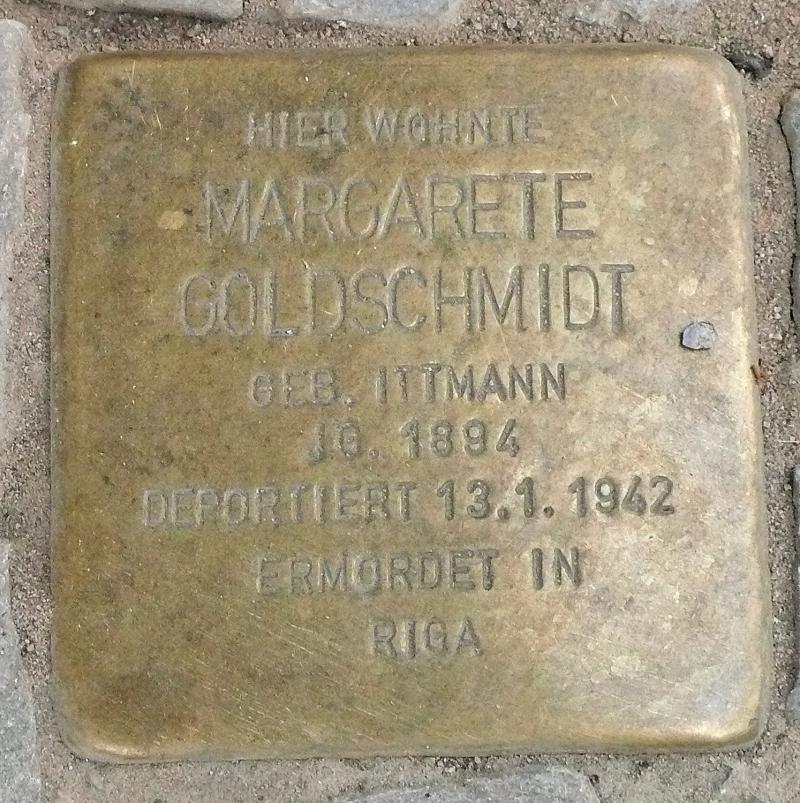 HIER WOHNTE
MARGARETE
GOLDSCHMIDT
GEB. ITTMANN
JG. 1894
DEPORTIERT 13.1.1942
ERMORDET IN
RIGA